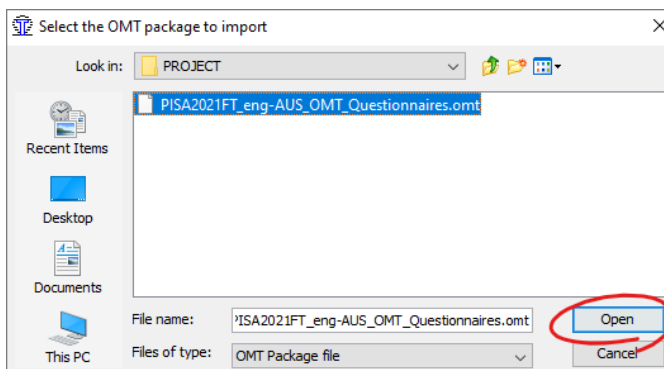 Select the OMT package to import
Look in: PROJECT
PISA2021FT_eng-AUS_OMT_Questionnaires.omt
Recent Items
Desktop
Documents
This PC
File name: PISA2021FT_eng-AUS_OMT_Questionnaires.omt Open
Files of type: OMT Package file Cancel